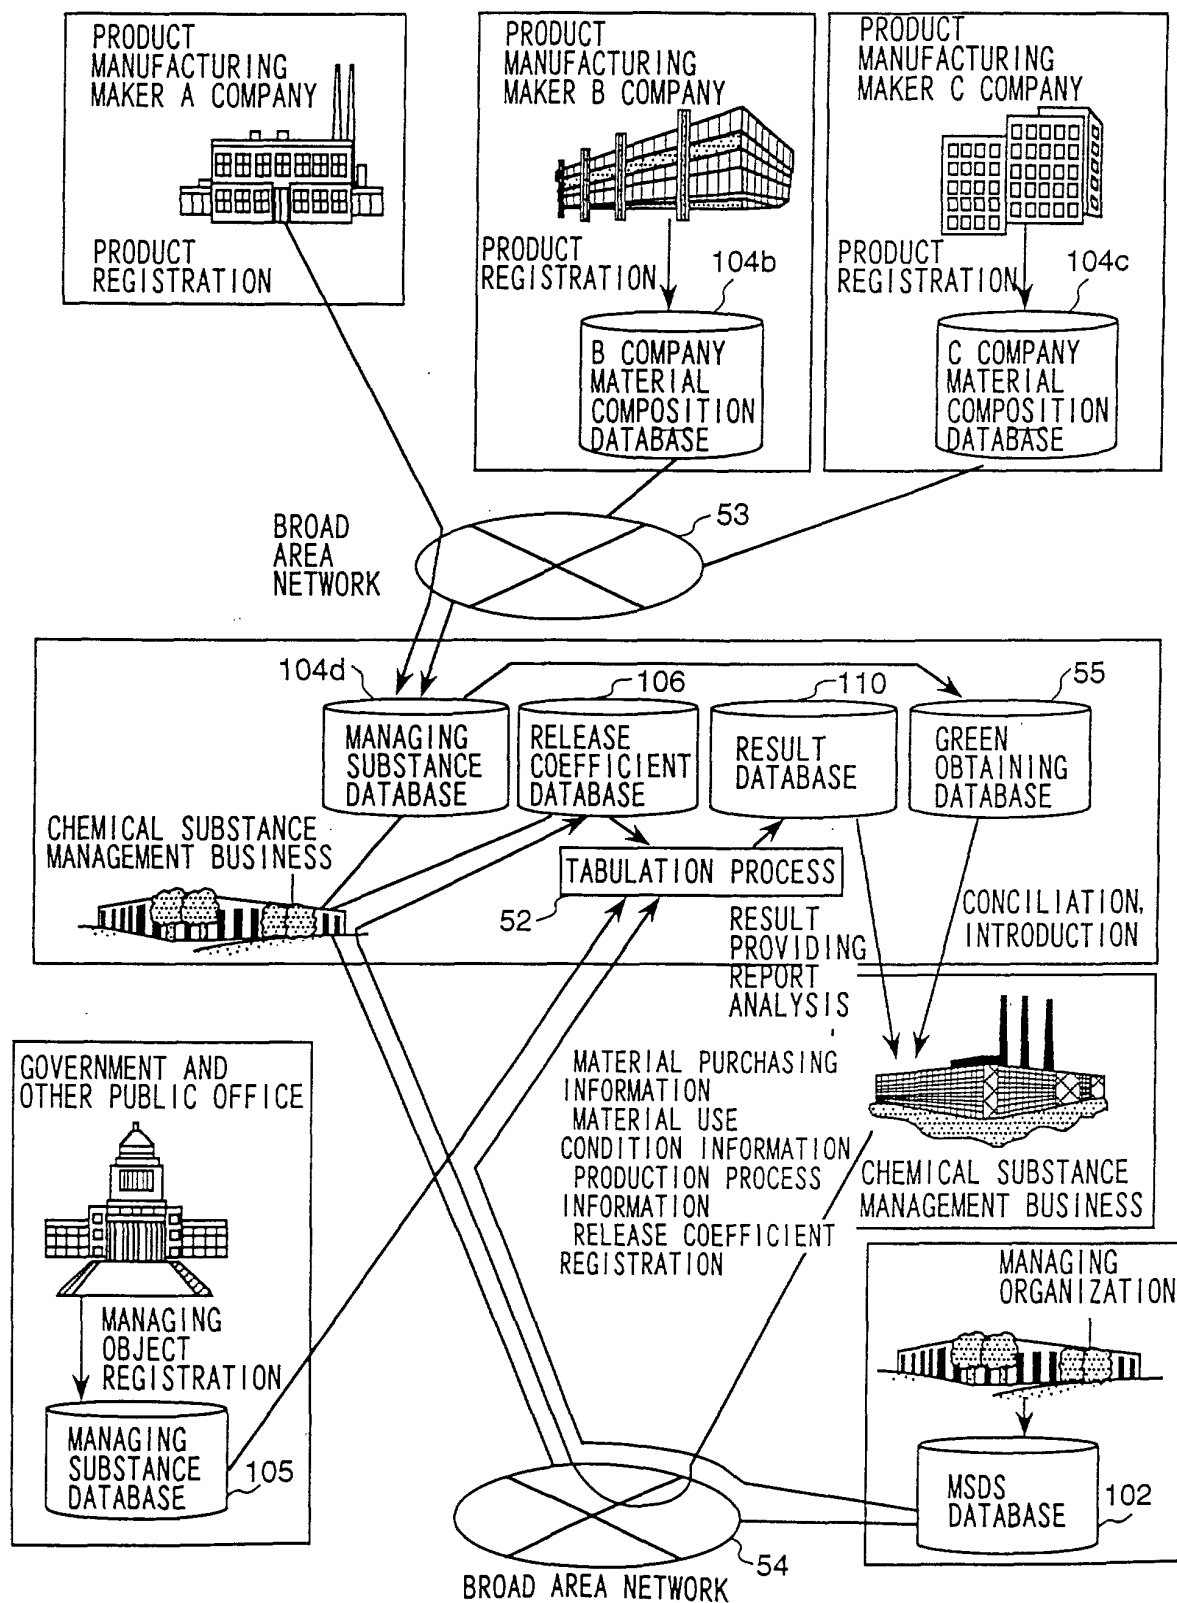 PRODUCT
MANUFACTURING
MAKER A COMPANY
PRODUCT
REGISTRATION
PRODUCT
MANUFACTURING
MAKER B COMPANY
PRODUCT
REGISTRATION
104b
B COMPANY
MATERIAL
COMPOSITION
DATABASE
PRODUCT
MANUFACTURING
MAKER C COMPANY
PRODUCT
REGISTRATION
104c
C COMPANY
MATERIAL
COMPOSITION
DATABASE
BROAD
AREA
NETWORK
53
104d
MANAGING
SUBSTANCE
DATABASE
106
RELEASE
COEFFICIENT
DATABASE
110
RESULT
DATABASE
55
GREEN
OBTAINING
DATABASE
CHEMICAL SUBSTANCE
MANAGEMENT BUSINESS
TABULATION PROCESS
52
RESULT
PROVIDING
REPORT
ANALYSIS
CONCILIATION,
INTRODUCTION
GOVERNMENT AND
OTHER PUBLIC OFFICE
MANAGING
OBJECT
REGISTRATION
MANAGING
SUBSTANCE
DATABASE
105
MATERIAL PURCHASING
INFORMATION
MATERIAL USE
CONDITION INFORMATION
PRODUCTION PROCESS
INFORMATION
RELEASE COEFFICIENT
REGISTRATION
CHEMICAL SUBSTANCE
MANAGEMENT BUSINESS
MANAGING
ORGANIZATION
MSDS
DATABASE
102
54
BROAD AREA NETWORK